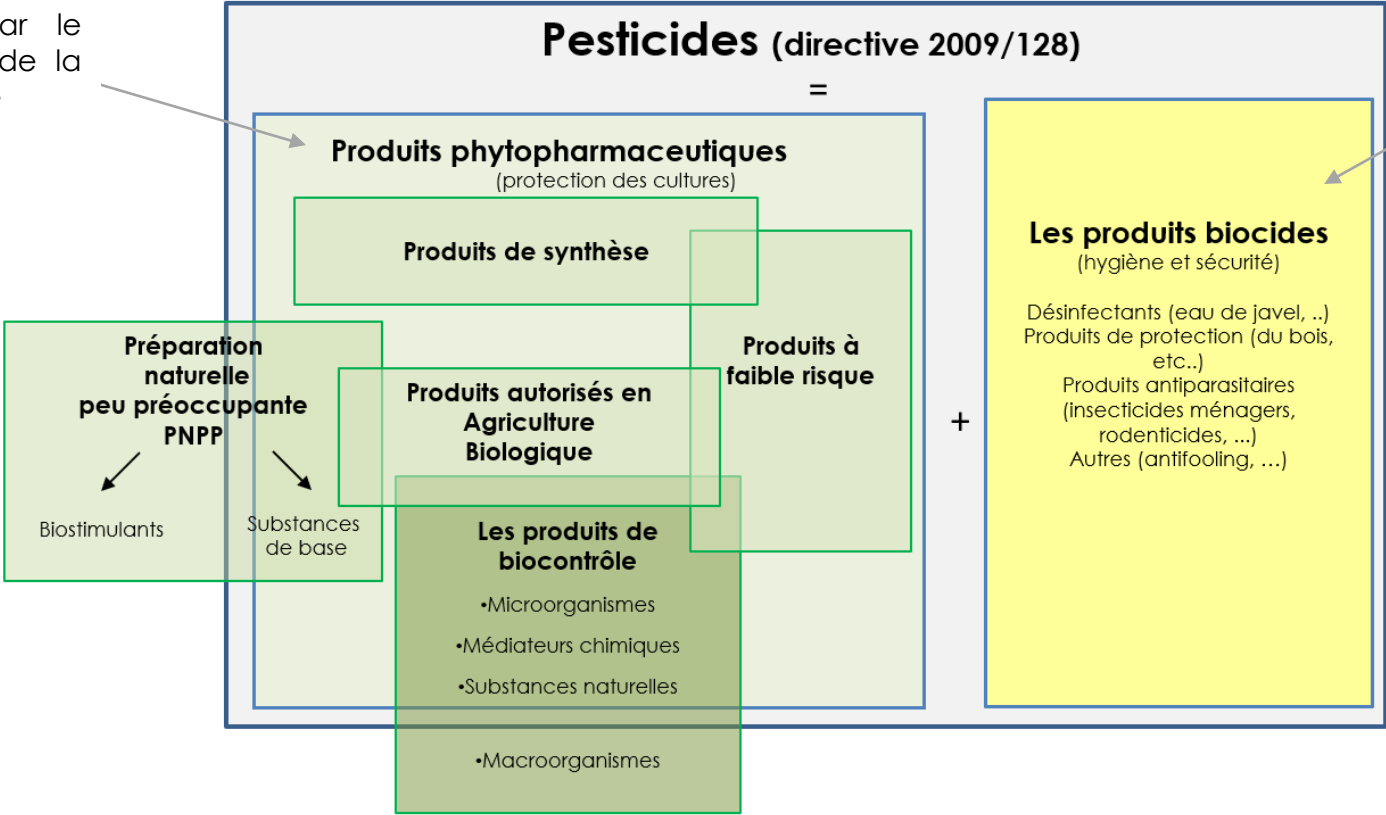 ar le
de la
Pesticides (directive 2009/128)
=
Produits phytopharmaceutiques
(protection des cultures)
Produits de synthèse
Préparation
naturelle
peu préoccupante
PNPP
Biostimulants
Substances
de base
Produits autorisés en
Agriculture
Biologique
Produits à
faible risque
Les produits de
biocontrôle
•Microorganismes
•Médiateurs chimiques
•Substances naturelles
•Macroorganismes
+
Les produits biocides
(hygiène et sécurité)
Désinfectants (eau de javel, ..)
Produits de protection (du bois,
etc..)
Produits antiparasitaires
(insecticides ménagers,
rodenticides, ...)
Autres (antifooling, …)